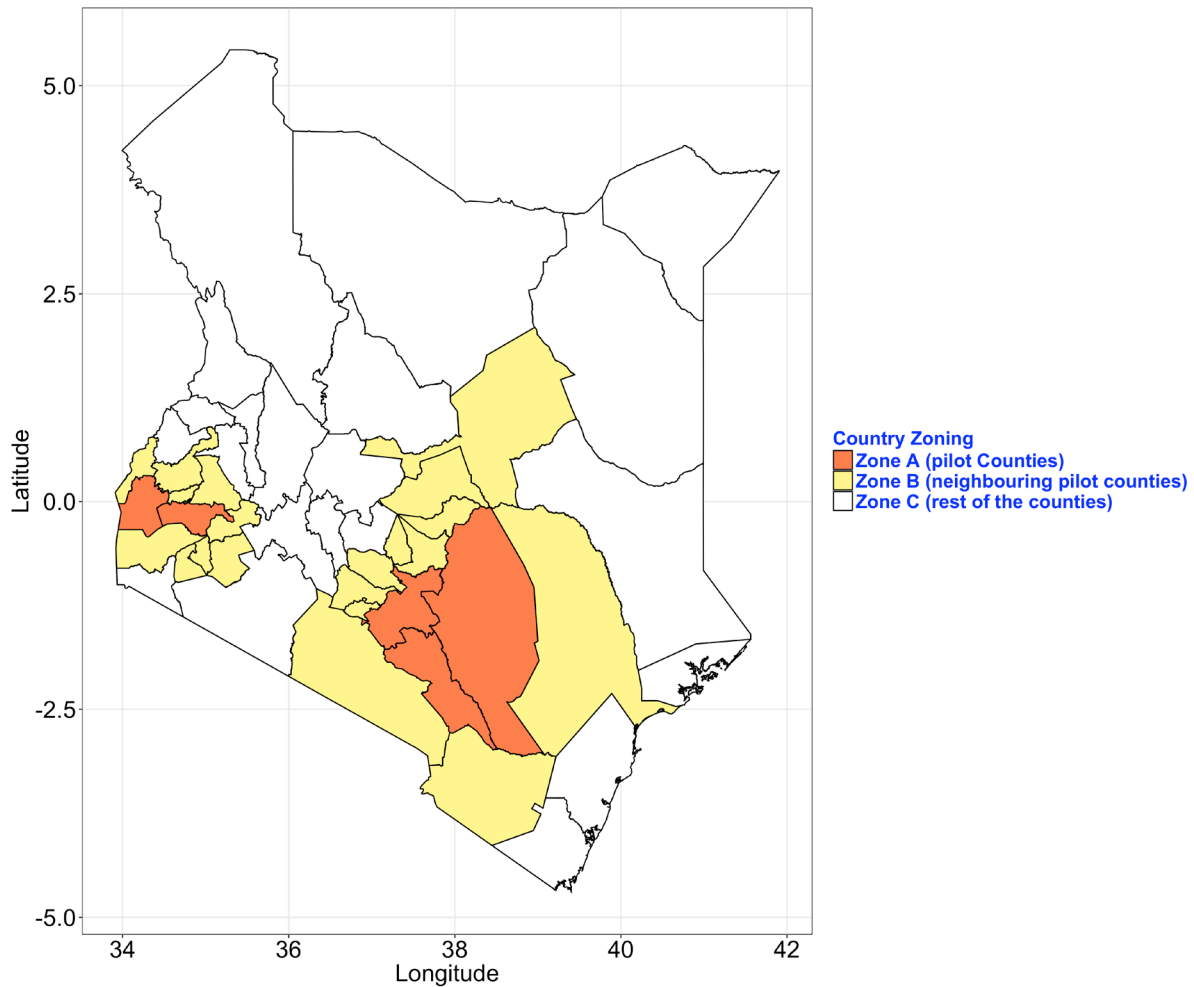 5.0
2.5
0.0
-2.5
-5.0
Latitude
34
36
38
40
42
Longitude
Country Zoning
Zone A (pilot Counties)
Zone B (neighbouring pilot counties)
Zone C (rest of the counties)